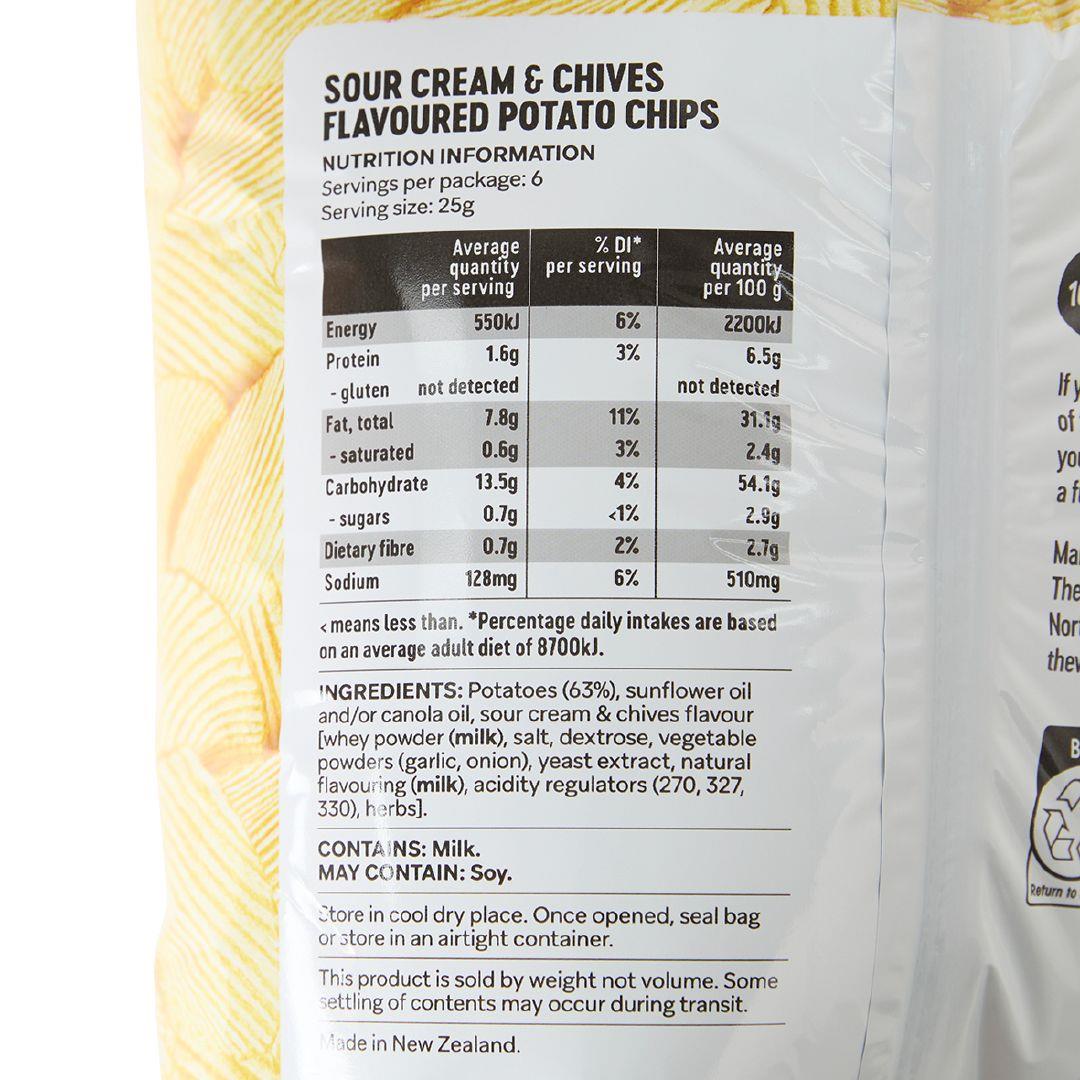 SOUR CREAM & CHIVES
FLAVOURED POTATO CHIPS
NUTRITION INFORMATION
Servings per package: 6
Serving size: 25g
Average quantity per serving % DI* per serving Average quantity per 100 g
Energy 550kJ 6% 2200kJ
Protein 1.6g 3% 6.5g
- gluten not detected not detected
Fat, total 7.8g 11% 31.1g
- saturated 0.6g 3% 2.4g
Carbohydrate 13.5g 4% 54.1g
- sugars 0.7g <1% 2.9g
Dietary fibre 0.7g 2% 2.7g
Sodium 128mg 6% 510mg
< means less than. *Percentage daily intakes are based
on an average adult diet of 8700kJ.
INGREDIENTS: Potatoes (63%), sunflower oil
and/or canola oil, sour cream & chives flavour
[whey powder (milk), salt, dextrose, vegetable
powders (garlic, onion), yeast extract, natural
flavouring (milk), acidity regulators (270, 327,
330), herbs].
CONTAINS: Milk.
MAY CONTAIN: Soy.
Store in cool dry place. Once opened, seal bag
or store in an airtight container.
This product is sold by weight not volume. Some
settling of contents may occur during transit.
Made in New Zealand.
If
of
a
Return to